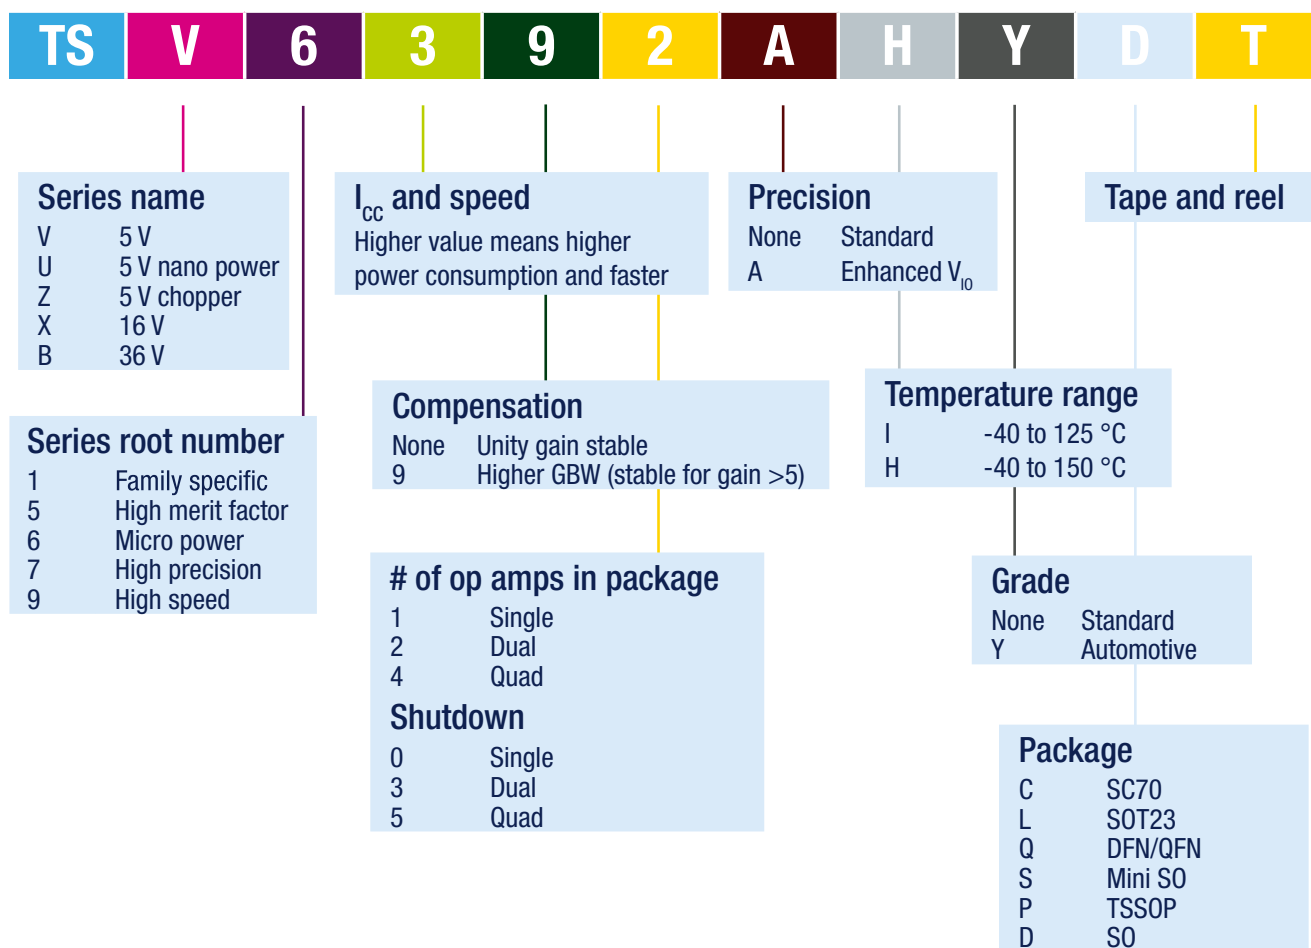 TS V 6 3 9 2 A H Y D T
Series name
V 5 V
U 5 V nano power
Z 5 V chopper
X 16 V
B 36 V
Series root number
1 Family specific
5 High merit factor
6 Micro power
7 High precision
9 High speed
ICC and speed
Higher value means higher
power consumption and faster
Compensation
None Unity gain stable
9 Higher GBW (stable for gain >5)
# of op amps in package
1 Single
2 Dual
4 Quad
Shutdown
0 Single
3 Dual
5 Quad
Precision
None Standard
A Enhanced VIO
Temperature range
I -40 to 125 °C
H -40 to 150 °C
Grade
None Standard
Y Automotive
Package
C SC70
L SOT23
Q DFN/QFN
S Mini SO
P TSSOP
D SO
Tape and reel